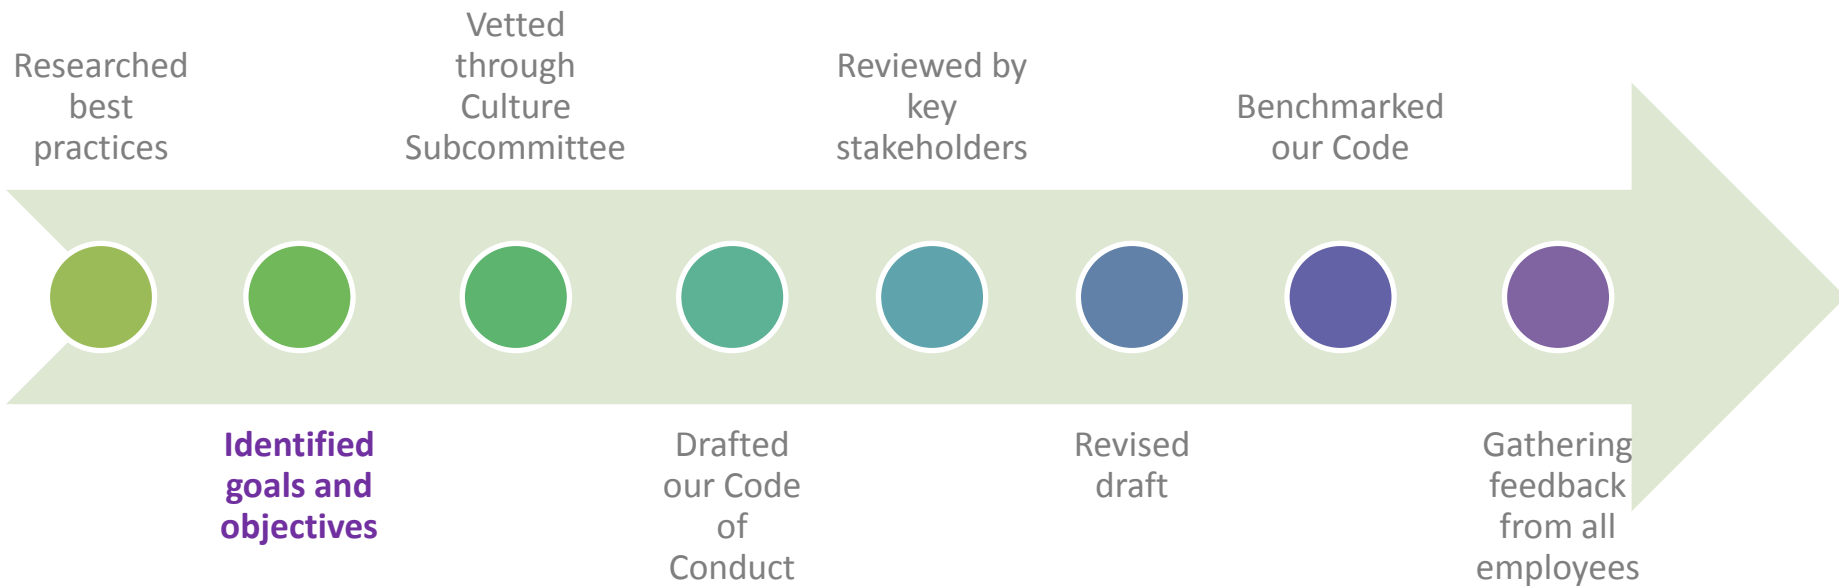 Researched
best
practices
Identified
goals and
objectives
Vetted
through
Culture
Subcommittee
Drafted
our Code
of
Conduct
Reviewed by
key
stakeholders
Revised
draft
Benchmarked
our Code
Gathering
feedback
from all
employees